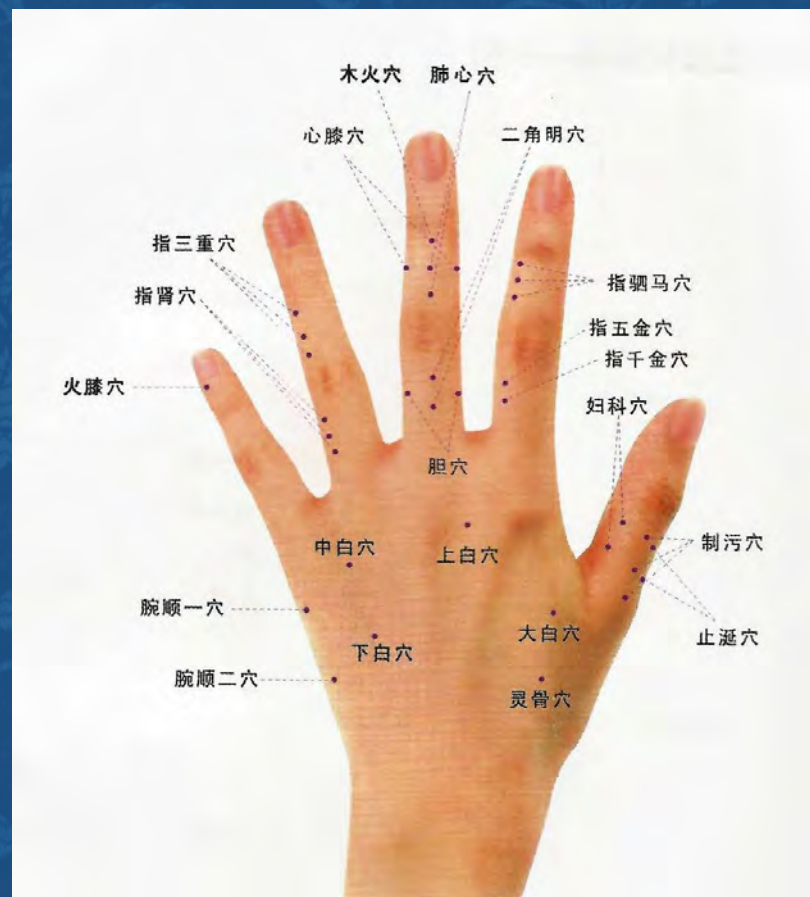 木火穴
肺心穴
心膝穴
二角明穴
指三重穴
指驷马穴
指肾穴
指五金穴
指千金穴
火膝穴
妇科穴
胆穴
中白穴
上白穴
制污穴
腕顺一穴
大白穴
止涎穴
下白穴
腕顺二穴
灵骨穴